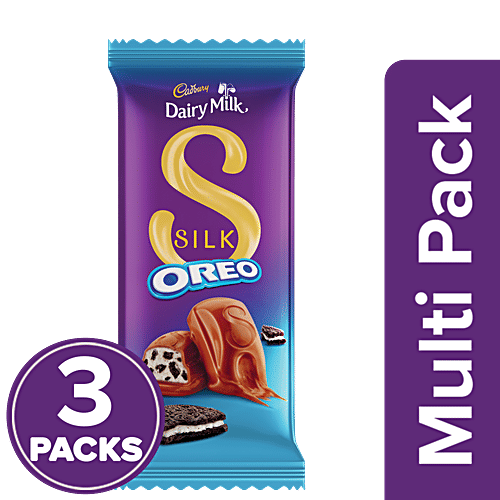 Cadbury
Dairy Milk
S
SILK
OREO
3
PACKS
Multi Pack